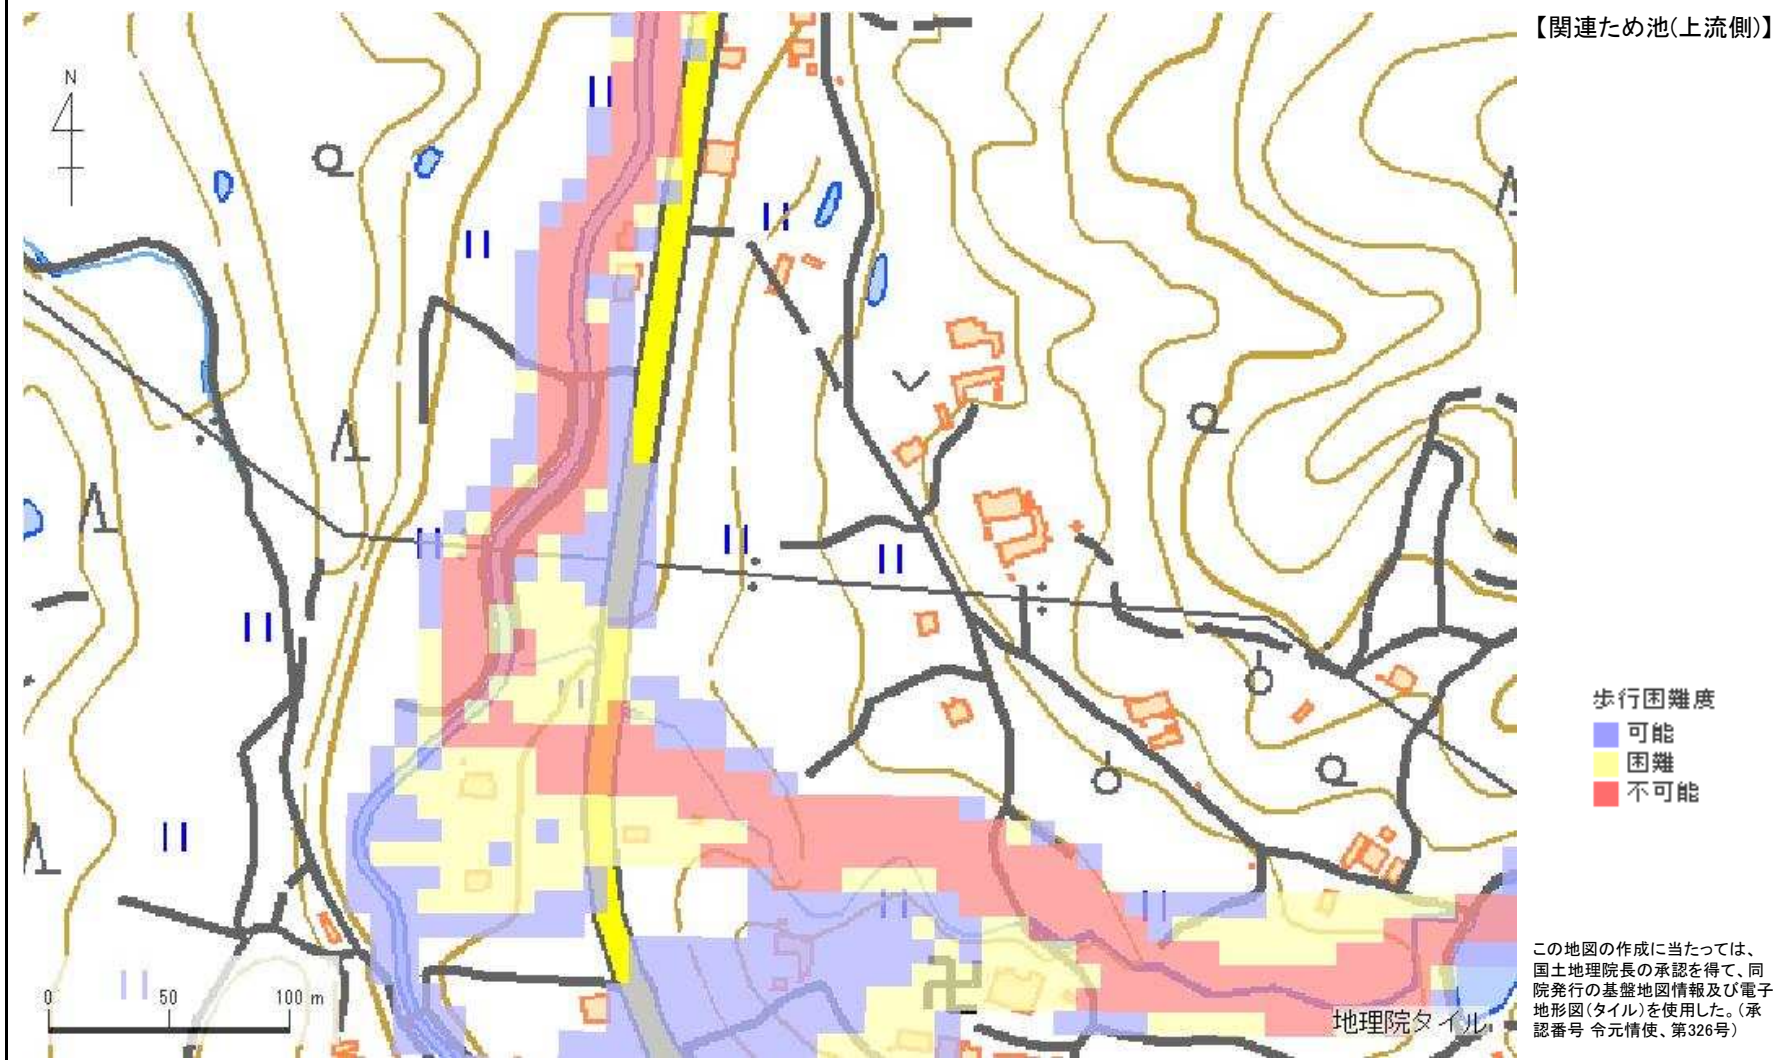 【関連ため池(上流側)】
N
歩行困難度
可能
困難
不可能
この地図の作成に当たっては、
国土地理院長の承認を得て、同
院発行の基盤地図情報及び電子
地形図(タイル)を使用した。(承
認番号 令元情使、第326号)
0 50 100 m
地理院タイル